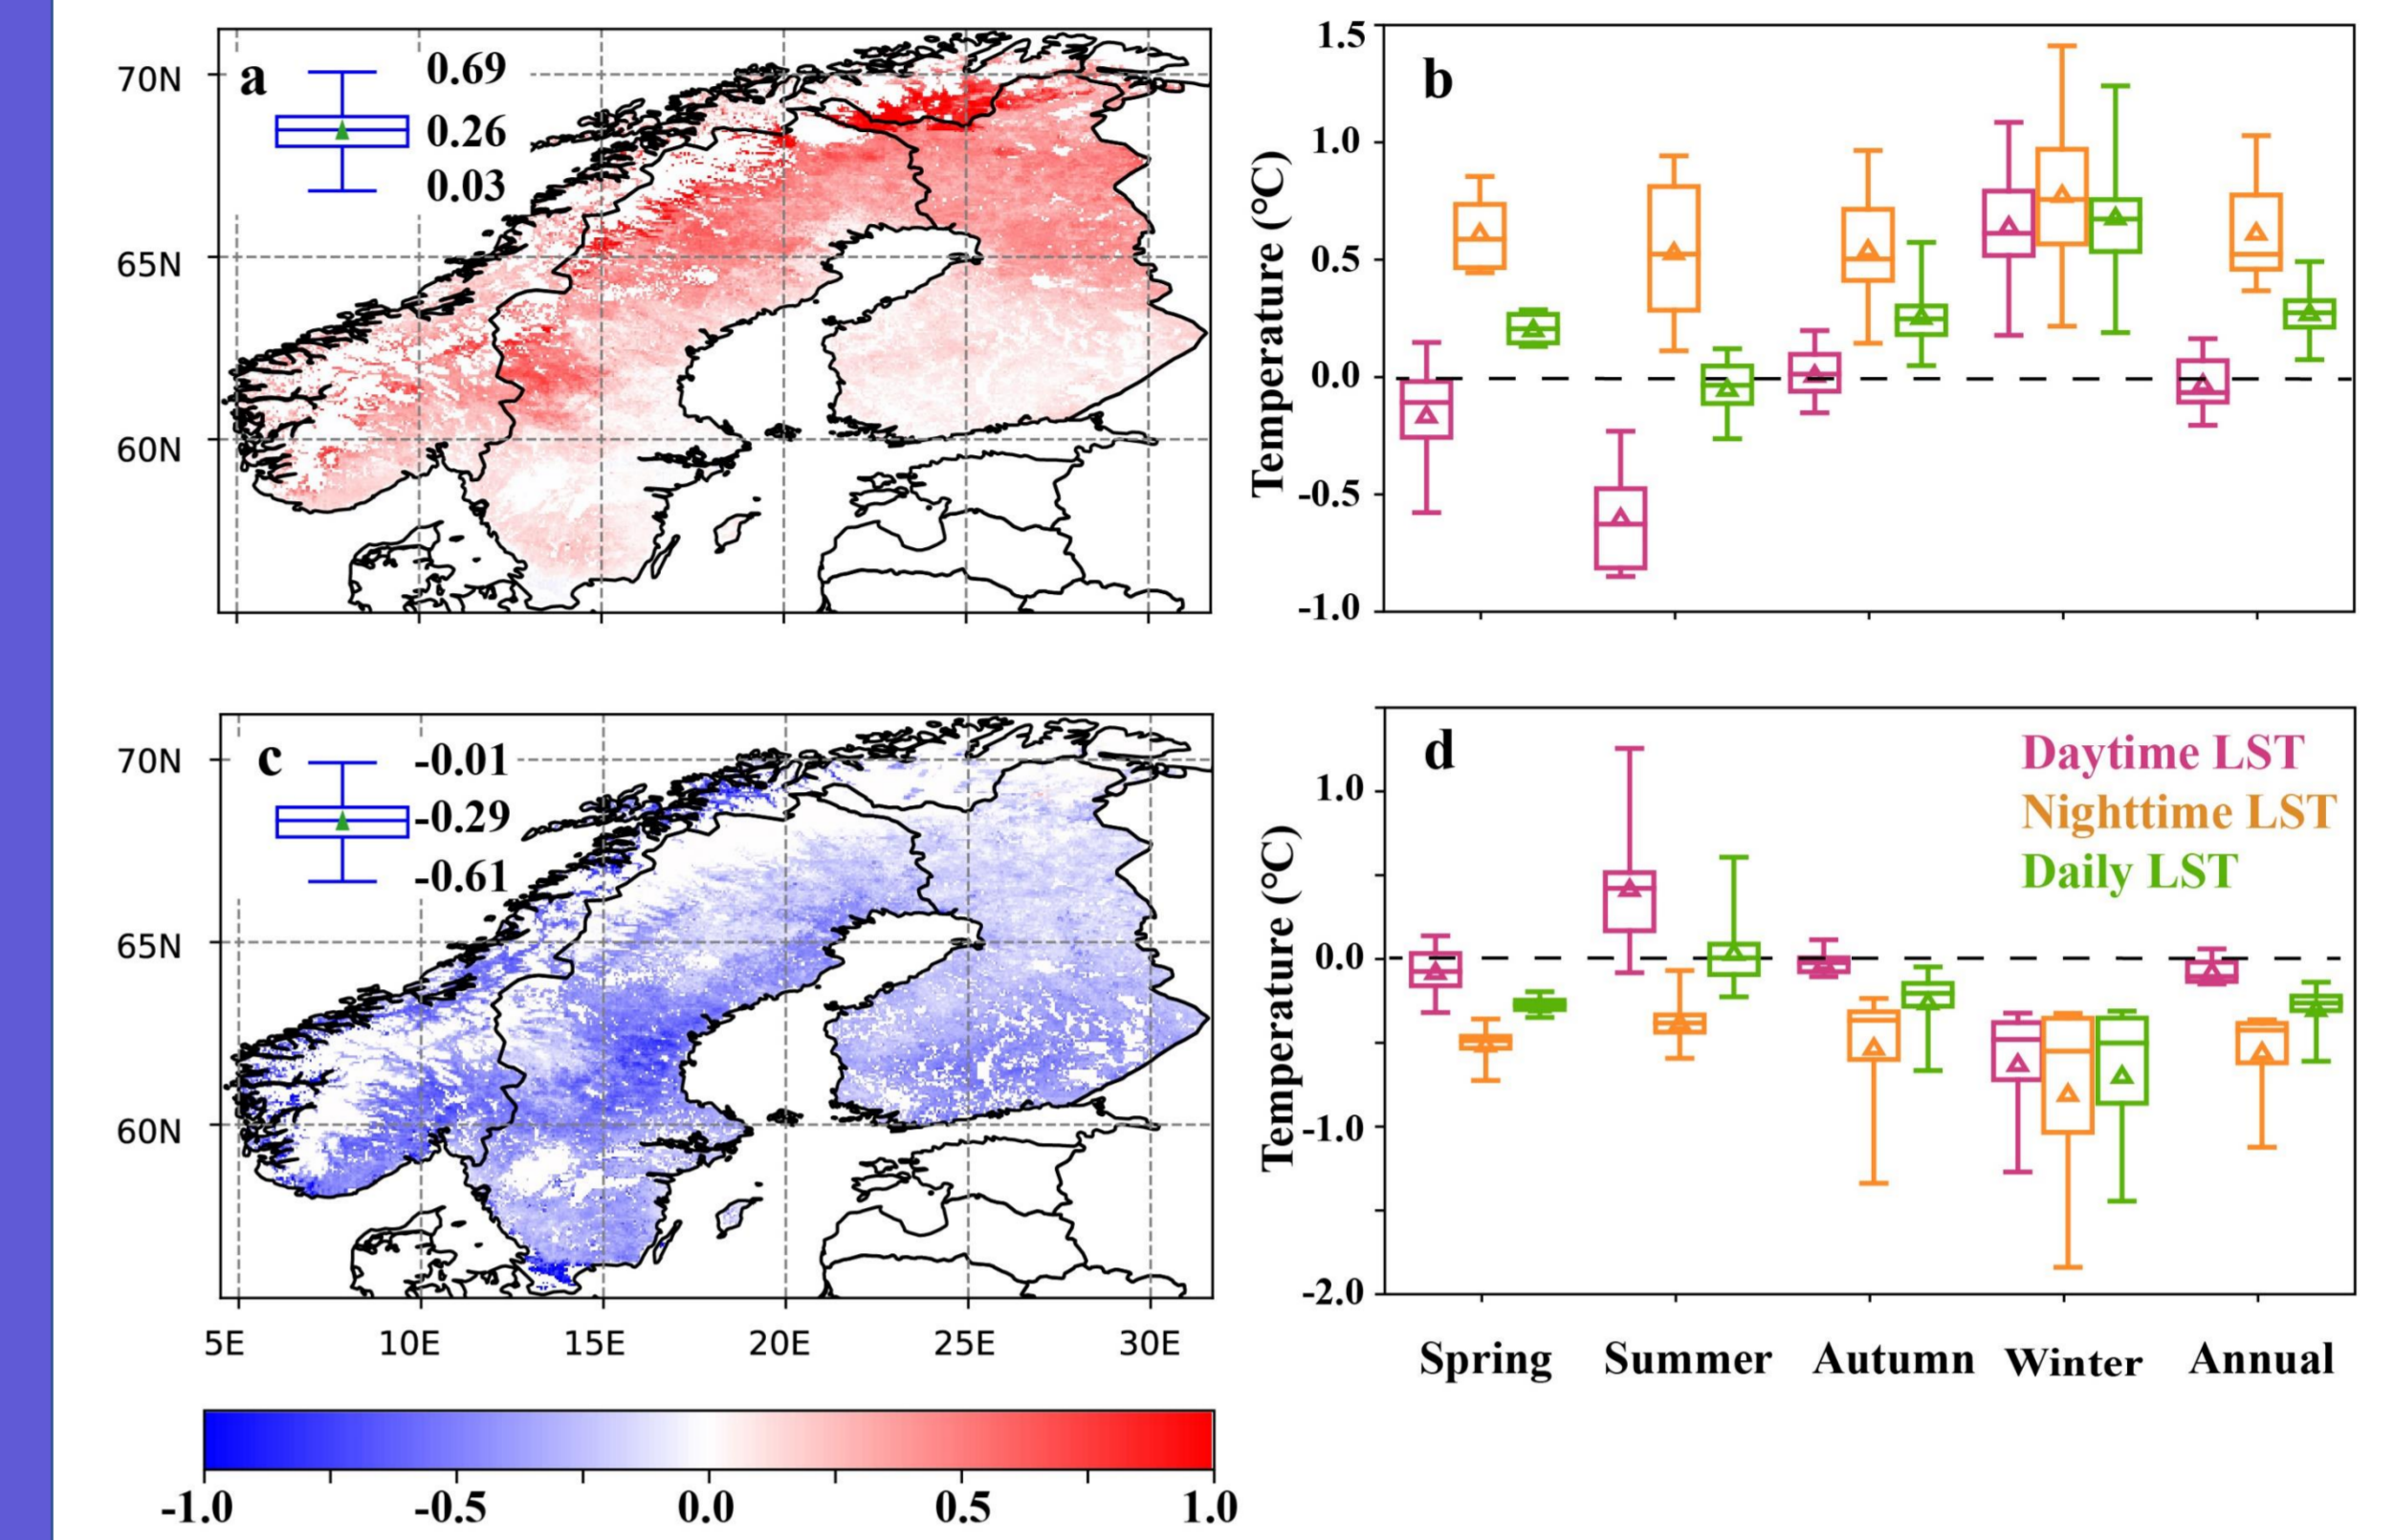 a
0.69
0.26
0.03
70N
65N
60N
b
Temperature (°C)
1.5
1.0
0.5
0.0
-0.5
-1.0
c
-0.01
-0.29
-0.61
70N
65N
60N
5E 10E 15E 20E 25E 30E
d
Daytime LST
Nighttime LST
Daily LST
Temperature (°C)
1.0
0.0
-1.0
-2.0
Spring Summer Autumn Winter Annual
-1.0 -0.5 0.0 0.5 1.0